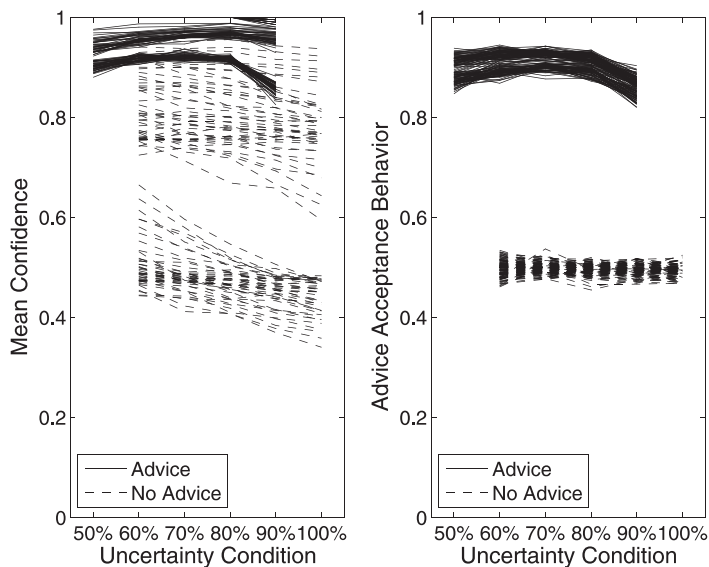 Mean Confidence
1
0.8
0.6
0.4
0.2
0
Advice
No Advice
50% 60% 70% 80% 90% 100%
Uncertainty Condition
Advice Acceptance Behavior
1
0.8
0.6
0.4
0.2
0
Advice
No Advice
50% 60% 70% 80% 90% 100%
Uncertainty Condition